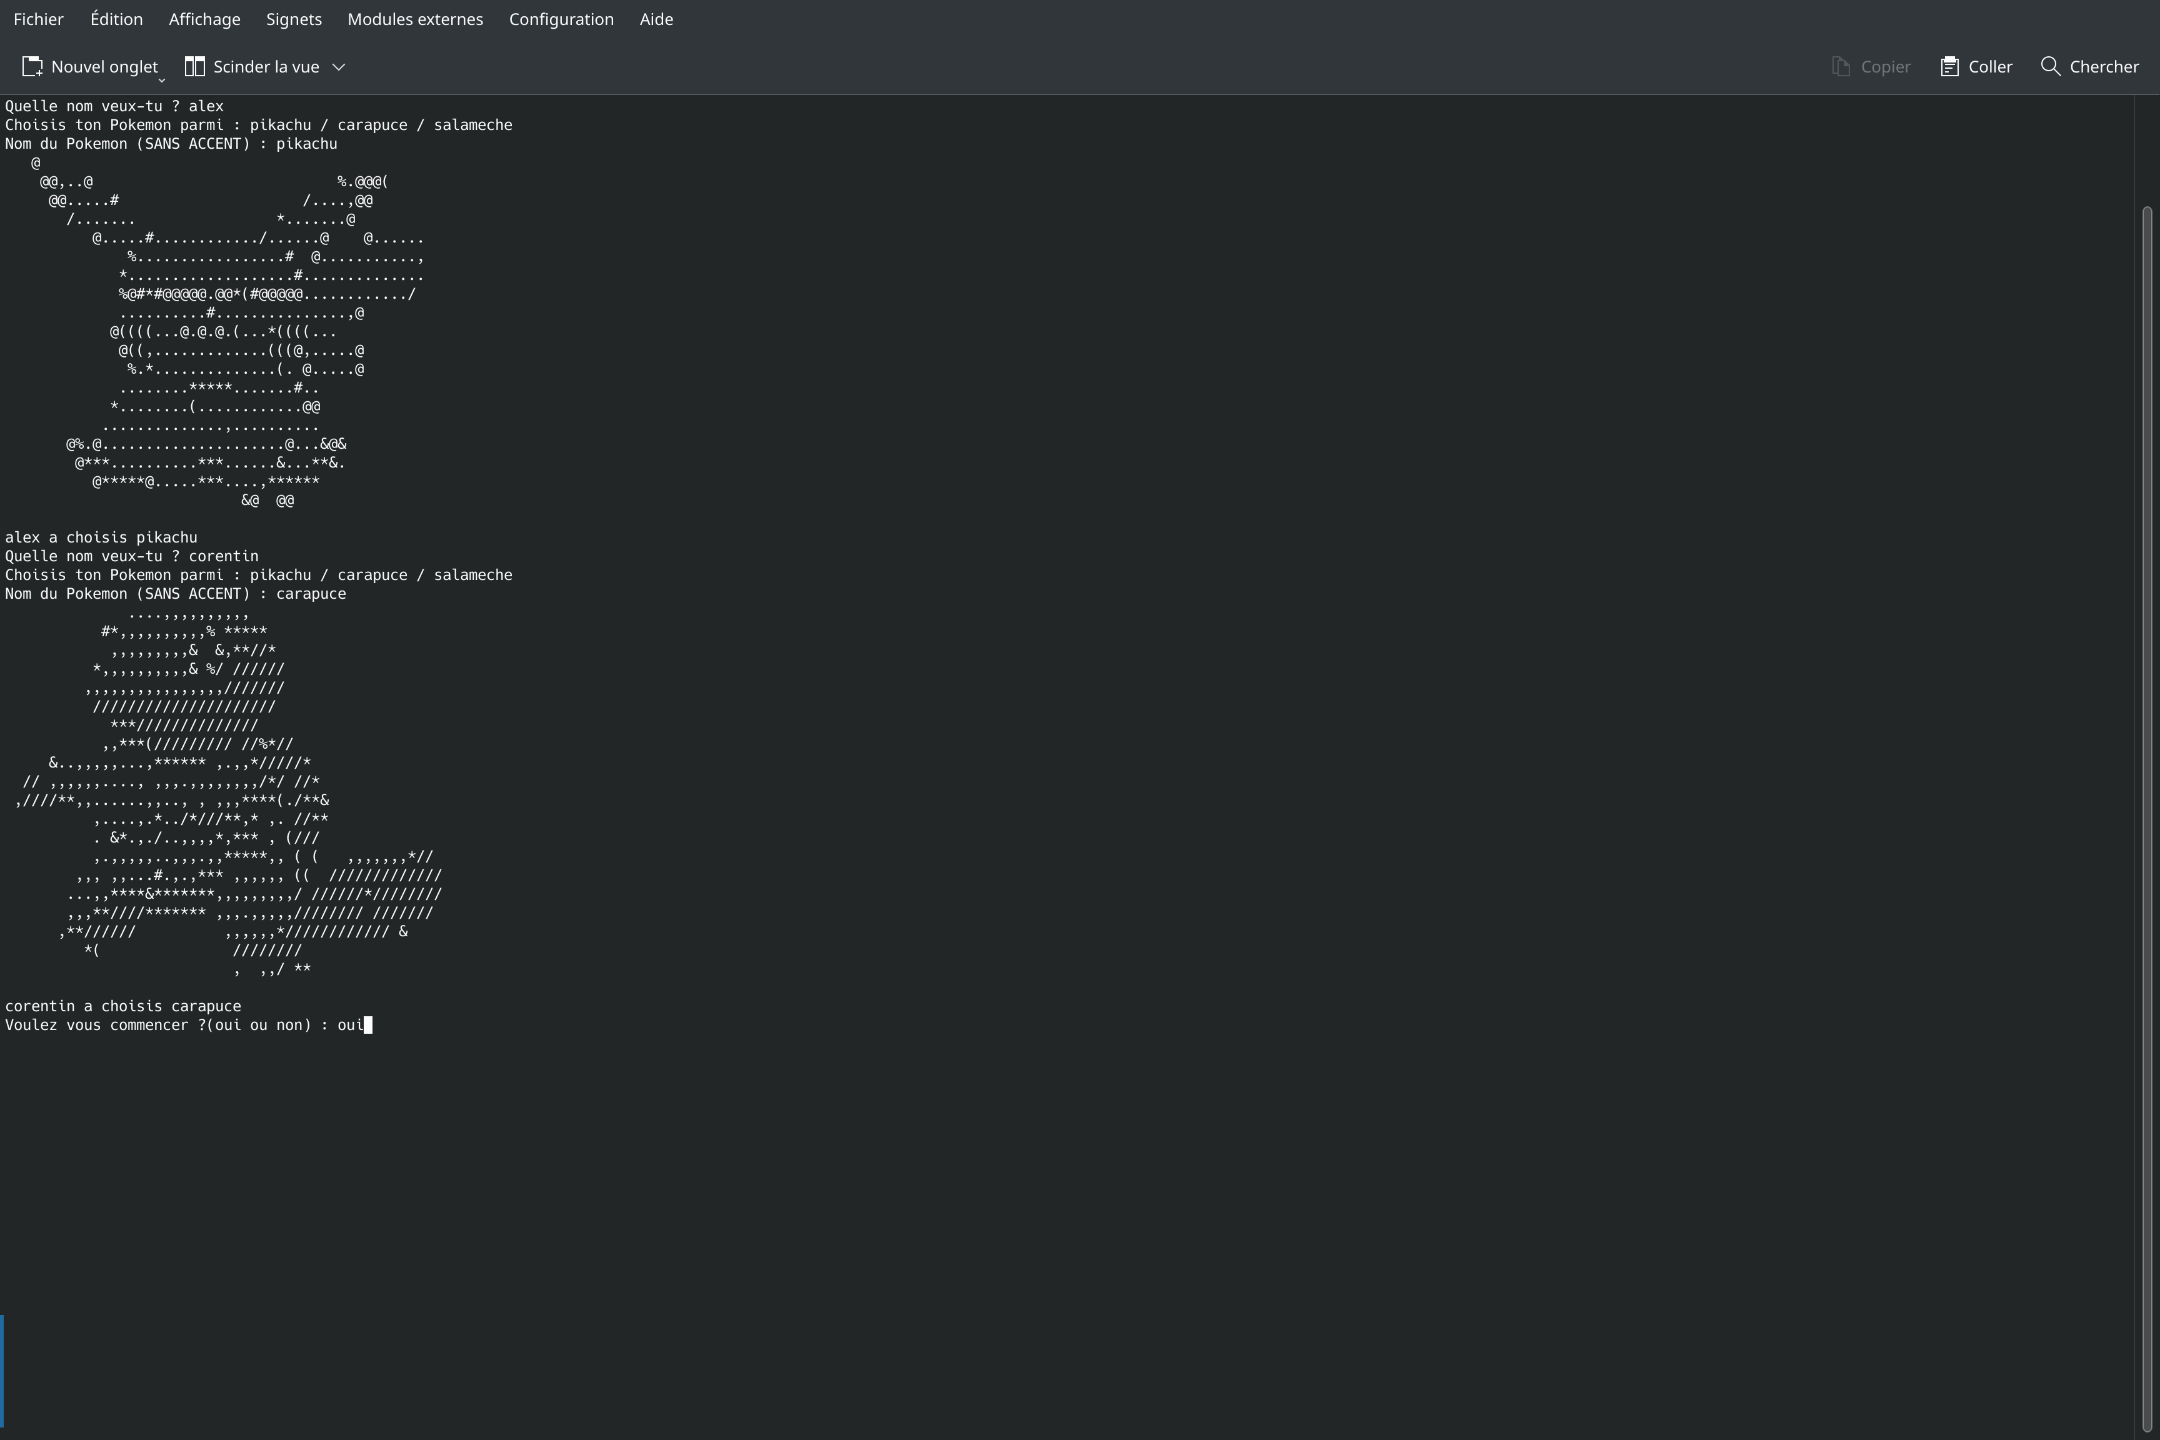 Fichier Édition Affichage Signets Modules externes Configuration Aide
Nouvel onglet Scinder la vue Copier Coller Chercher
Quelle nom veux-tu ? alex
Choisis ton Pokemon parmi : pikachu / carapuce / salameche
Nom du Pokemon (SANS ACCENT) : pikachu
alex a choisis pikachu
Quelle nom veux-tu ? corentin
Choisis ton Pokemon parmi : pikachu / carapuce / salameche
Nom du Pokemon (SANS ACCENT) : carapuce
corentin a choisis carapuce
Voulez vous commencer ?(oui ou non) : oui